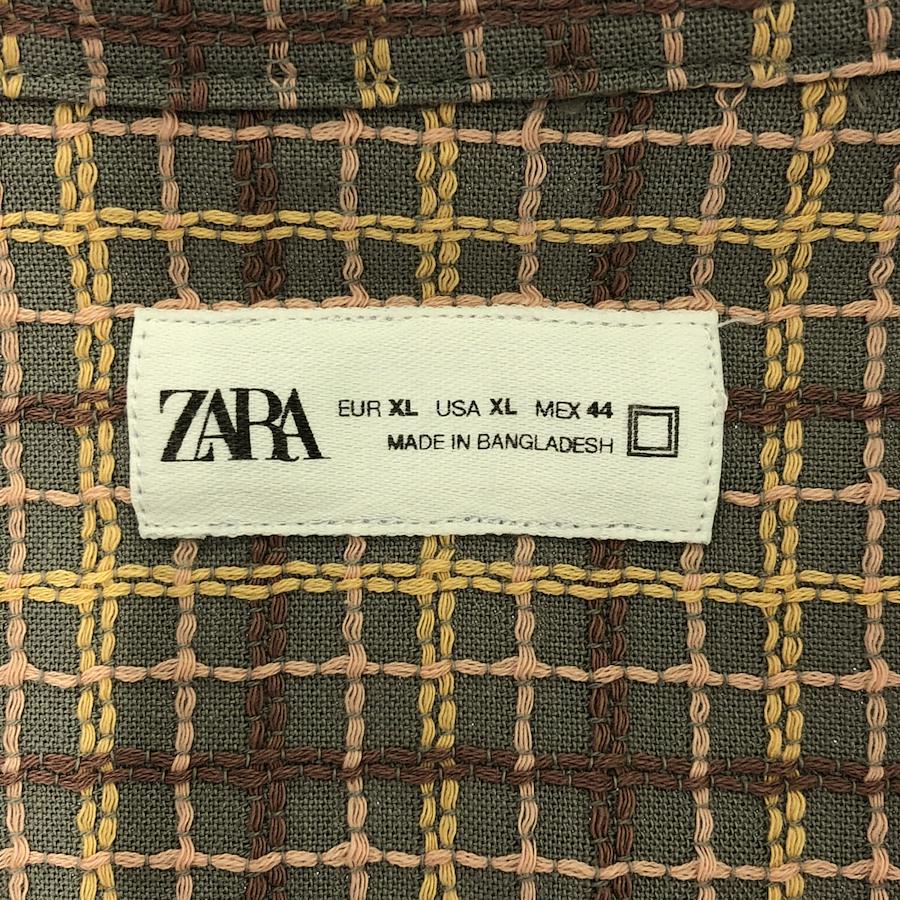 ZARA
EUR XL USA XL MEX 44
MADE IN BANGLADESH